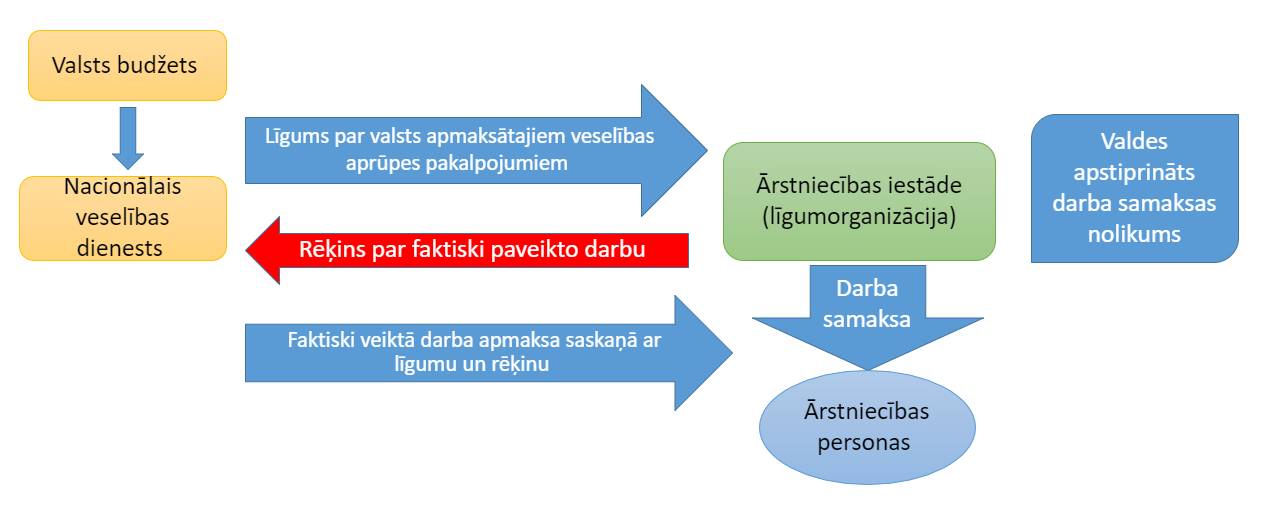 Valsts budžets
Nacionālais
veselības
dienests
Līgums par valsts apmaksātajiem veselības
aprūpes pakalpojumiem
Rēķins par faktiski paveikto darbu
Faktiski veiktā darba apmaksa saskaņā ar
līgumu un rēķinu
Ārstniecības iestāde
(līgumorganizācija)
Darba
samaksa
Ārstniecības
personas
Valdes
apstiprināts
darba samaksas
nolikums